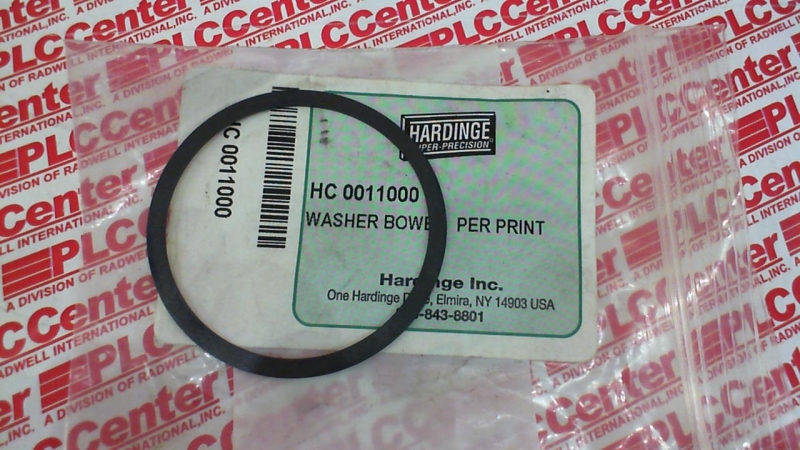 HARDINGE
SUPER-PRECISION
HC 0011000
HC 0011000
WASHER BOWE PER PRINT
Hardinge Inc.
One Hardinge Drive, Elmira, NY 14903 USA
-843-8801
PLCCenter
A DIVISION OF RADWELL INTERNATIONAL, INC.